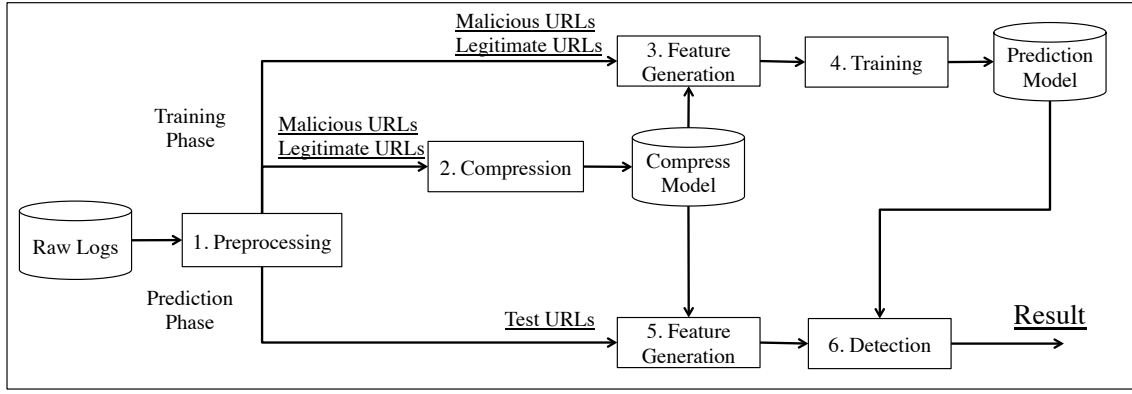 Malicious URLs
Legitimate URLs
3. Feature
Generation
4. Training
Prediction
Model
Training
Phase
Malicious URLs
Legitimate URLs
2. Compression
Compress
Model
Raw Logs
1. Preprocessing
Prediction
Phase
Test URLs
5. Feature
Generation
6. Detection
Result